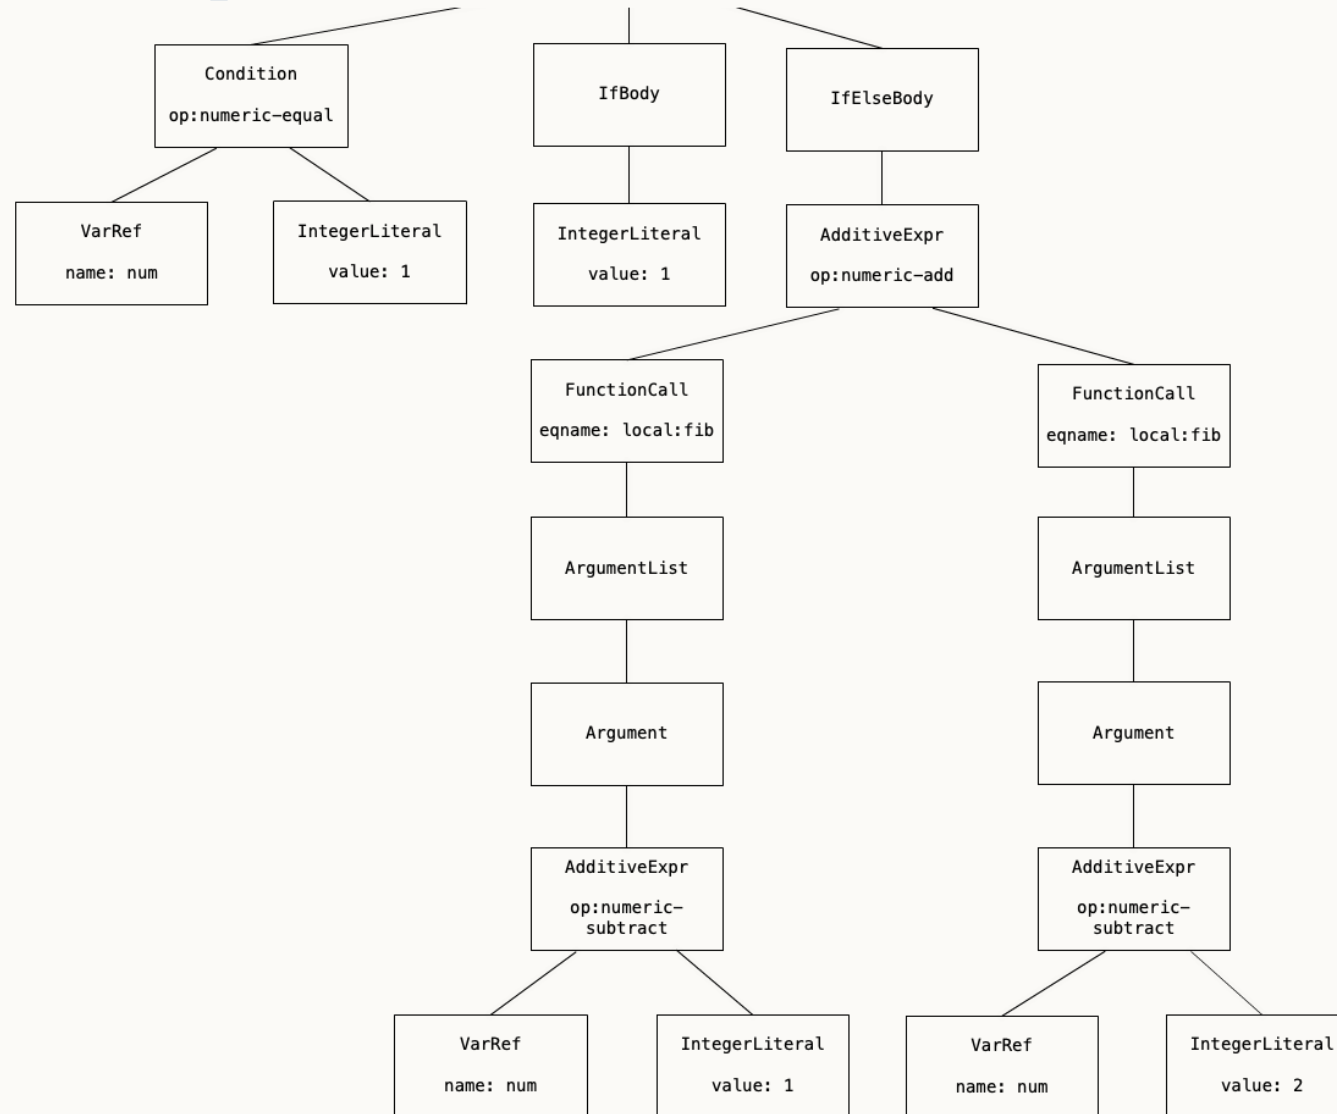 Condition
op:numeric-equal
IfBody
IfElseBody
VarRef
name: num
IntegerLiteral
value: 1
IntegerLiteral
value: 1
AdditiveExpr
op:numeric-add
FunctionCall
eqname: local:fib
FunctionCall
eqname: local:fib
ArgumentList
ArgumentList
Argument
Argument
AdditiveExpr
op:numeric-
subtract
AdditiveExpr
op:numeric-
subtract
VarRef
name: num
IntegerLiteral
value: 1
VarRef
name: num
IntegerLiteral
value: 2